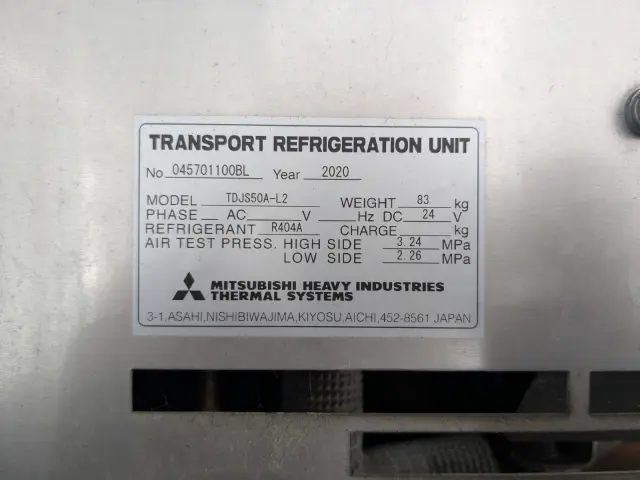 TRANSPORT REFRIGERATION UNIT
No. 045701100BL Year 2020
MODEL TDJS50A-L2 WEIGHT 83 kg
PHASE AC V Hz DC 24 V
REFRIGERANT R404A CHARGE kg
AIR TEST PRESS. HIGH SIDE 3.24 MPa
LOW SIDE 2.26 MPa
MITSUBISHI HEAVY INDUSTRIES
THERMAL SYSTEMS
3-1,ASAHI,NISHIBIWAJIMA,KIYOSU,AICHI,452-8561 JAPAN